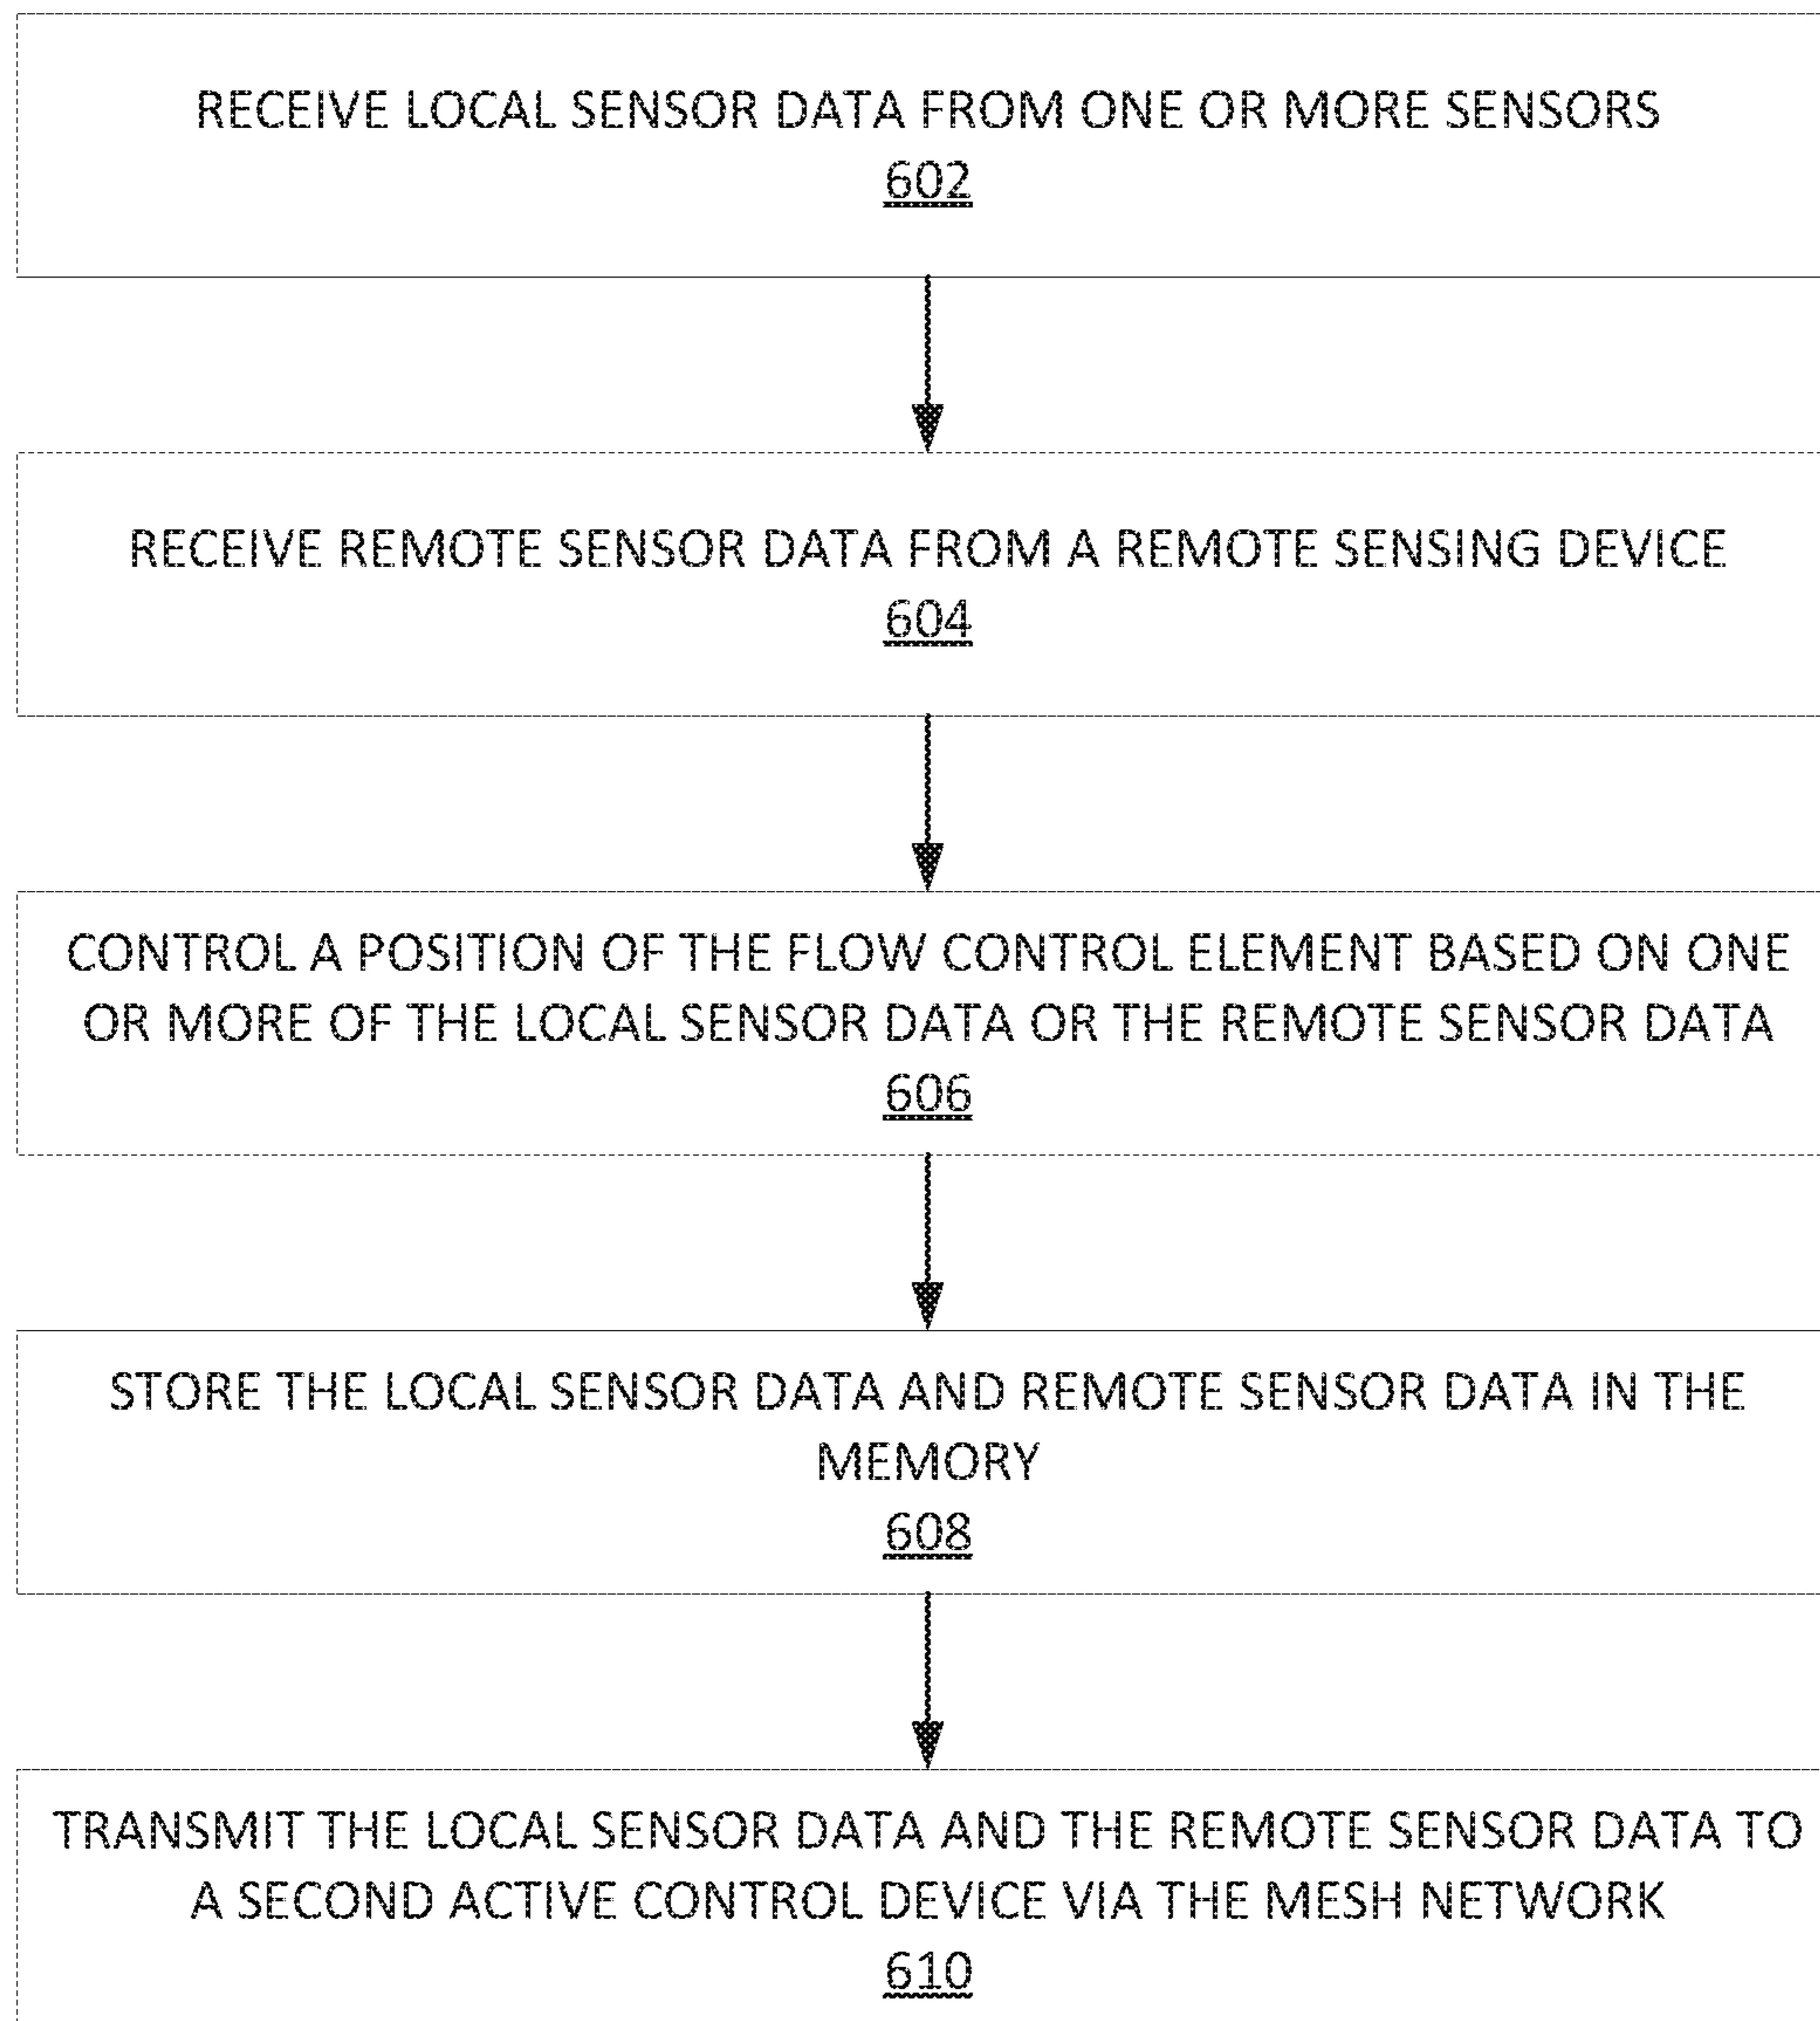 RECEIVE LOCAL SENSOR DATA FROM ONE OR MORE SENSORS
602
RECEIVE REMOTE SENSOR DATA FROM A REMOTE SENSING DEVICE
604
CONTROL A POSITION OF THE FLOW CONTROL ELEMENT BASED ON ONE
OR MORE OF THE LOCAL SENSOR DATA OR THE REMOTE SENSOR DATA
606
STORE THE LOCAL SENSOR DATA AND REMOTE SENSOR DATA IN THE
MEMORY
608
TRANSMIT THE LOCAL SENSOR DATA AND THE REMOTE SENSOR DATA TO
A SECOND ACTIVE CONTROL DEVICE VIA THE MESH NETWORK
610